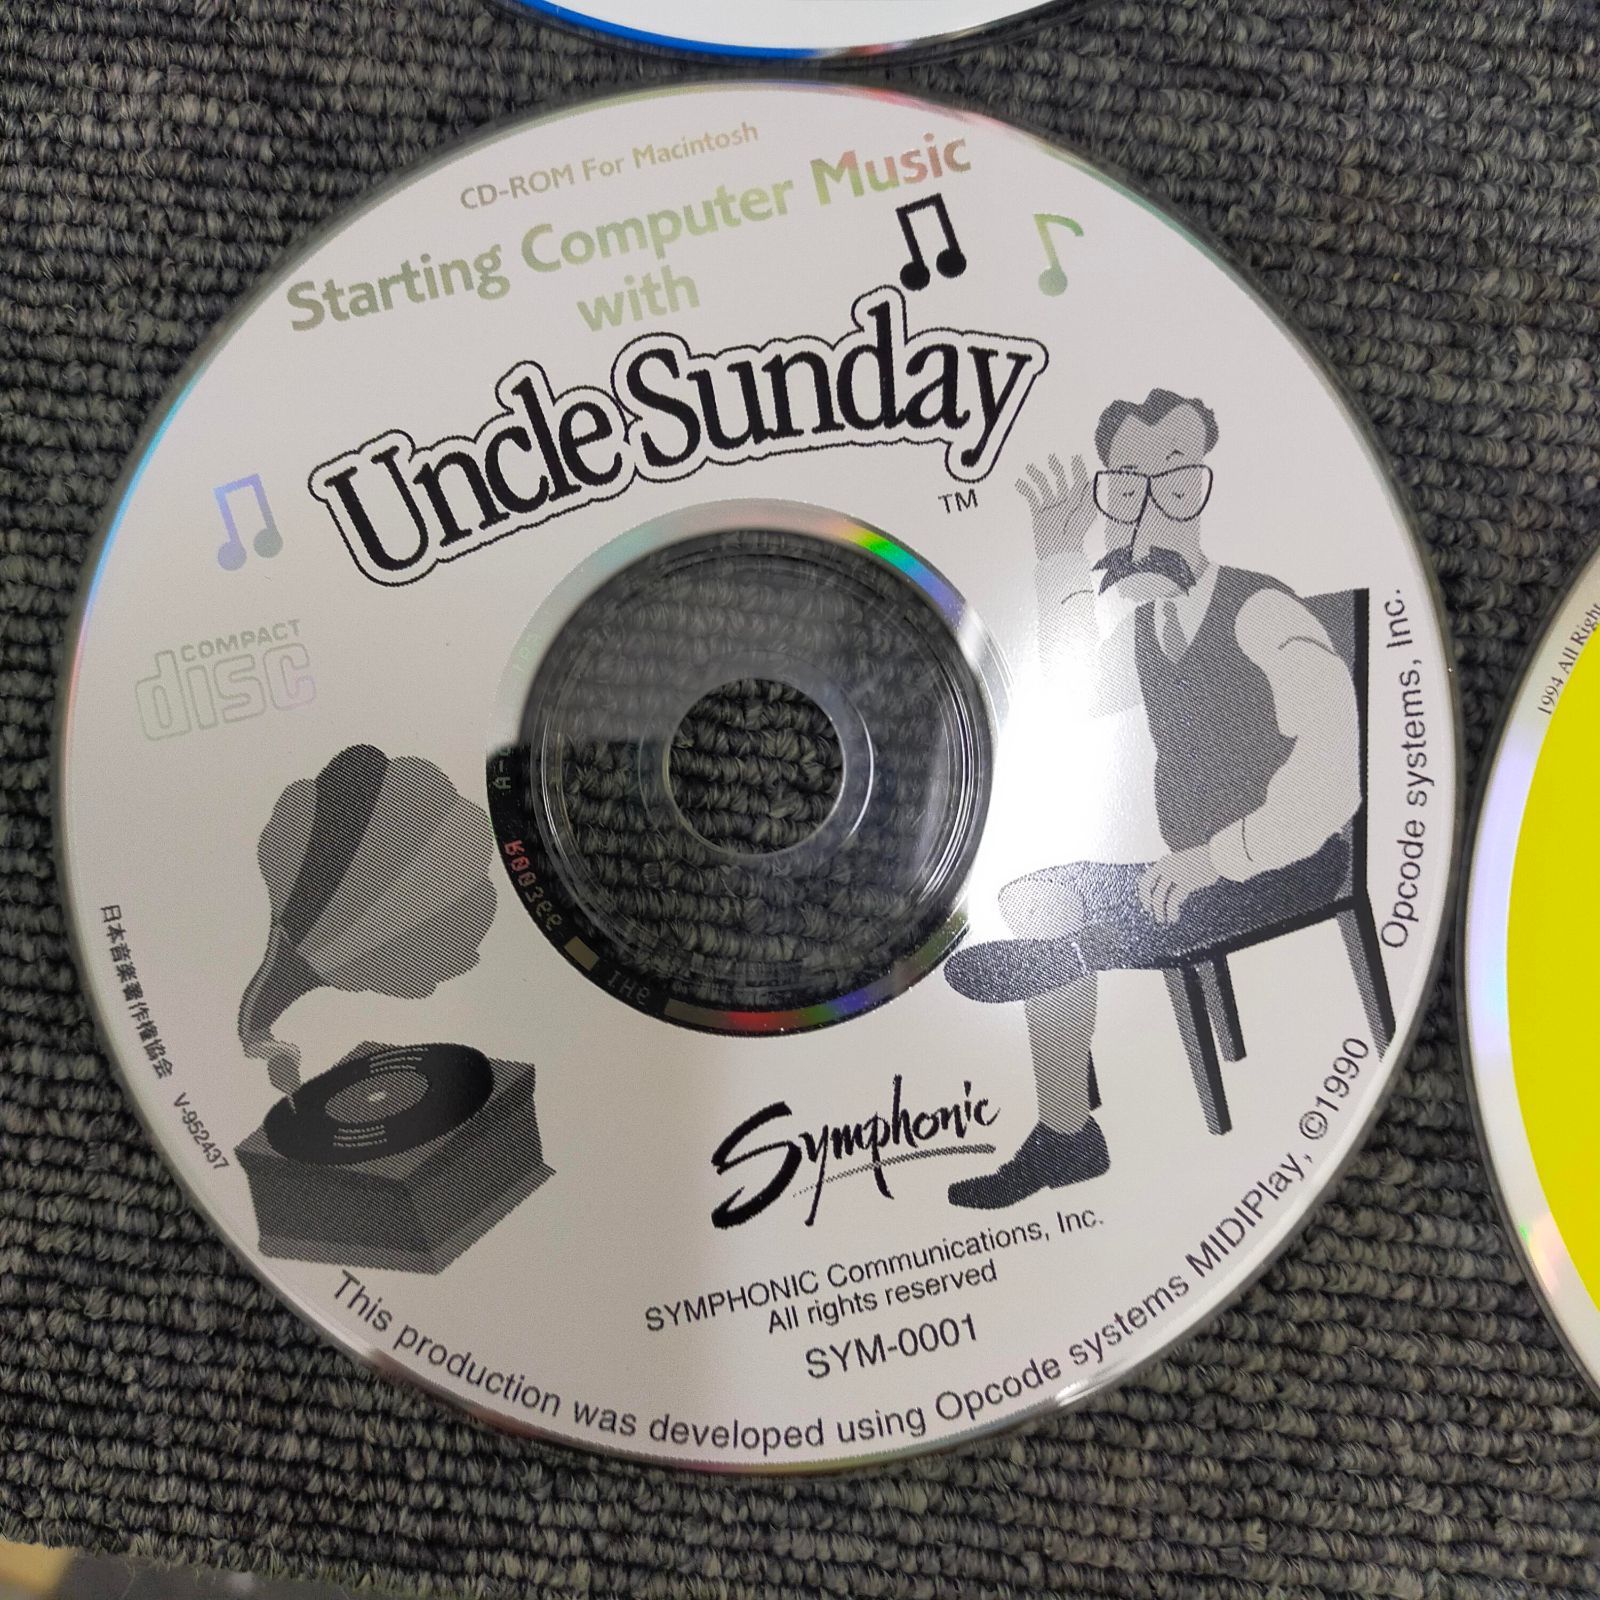 CD-ROM For Macintosh
Starting Computer Music
with
Uncle Sunday
TM
COMPACT
disc
日本音楽著作権協会 V-952437
Symphonic
SYMPHONIC Communications, Inc.
All rights reserved
SYM-0001
This production was developed using Opcode systems MIDIPlay, ©1990 Opcode systems, Inc.
1994 All